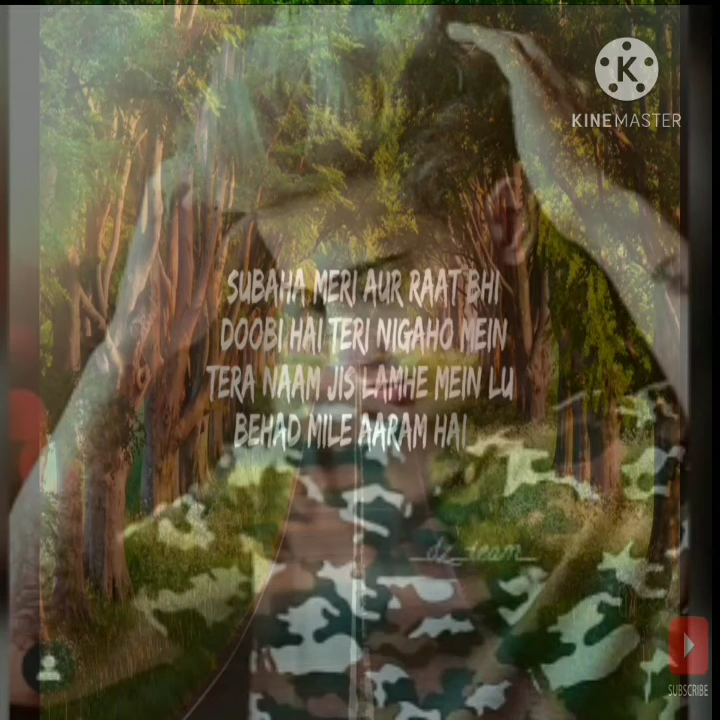 KINEMASTER
SUBAHA MERI AUR RAAT BHI
DOOBI HAI TERI NIGAHO MEIN
TERA NAAM JIS LAMHE MEIN LU
BEHAD MILE AARAM HAI
team
SUBSCRIBE